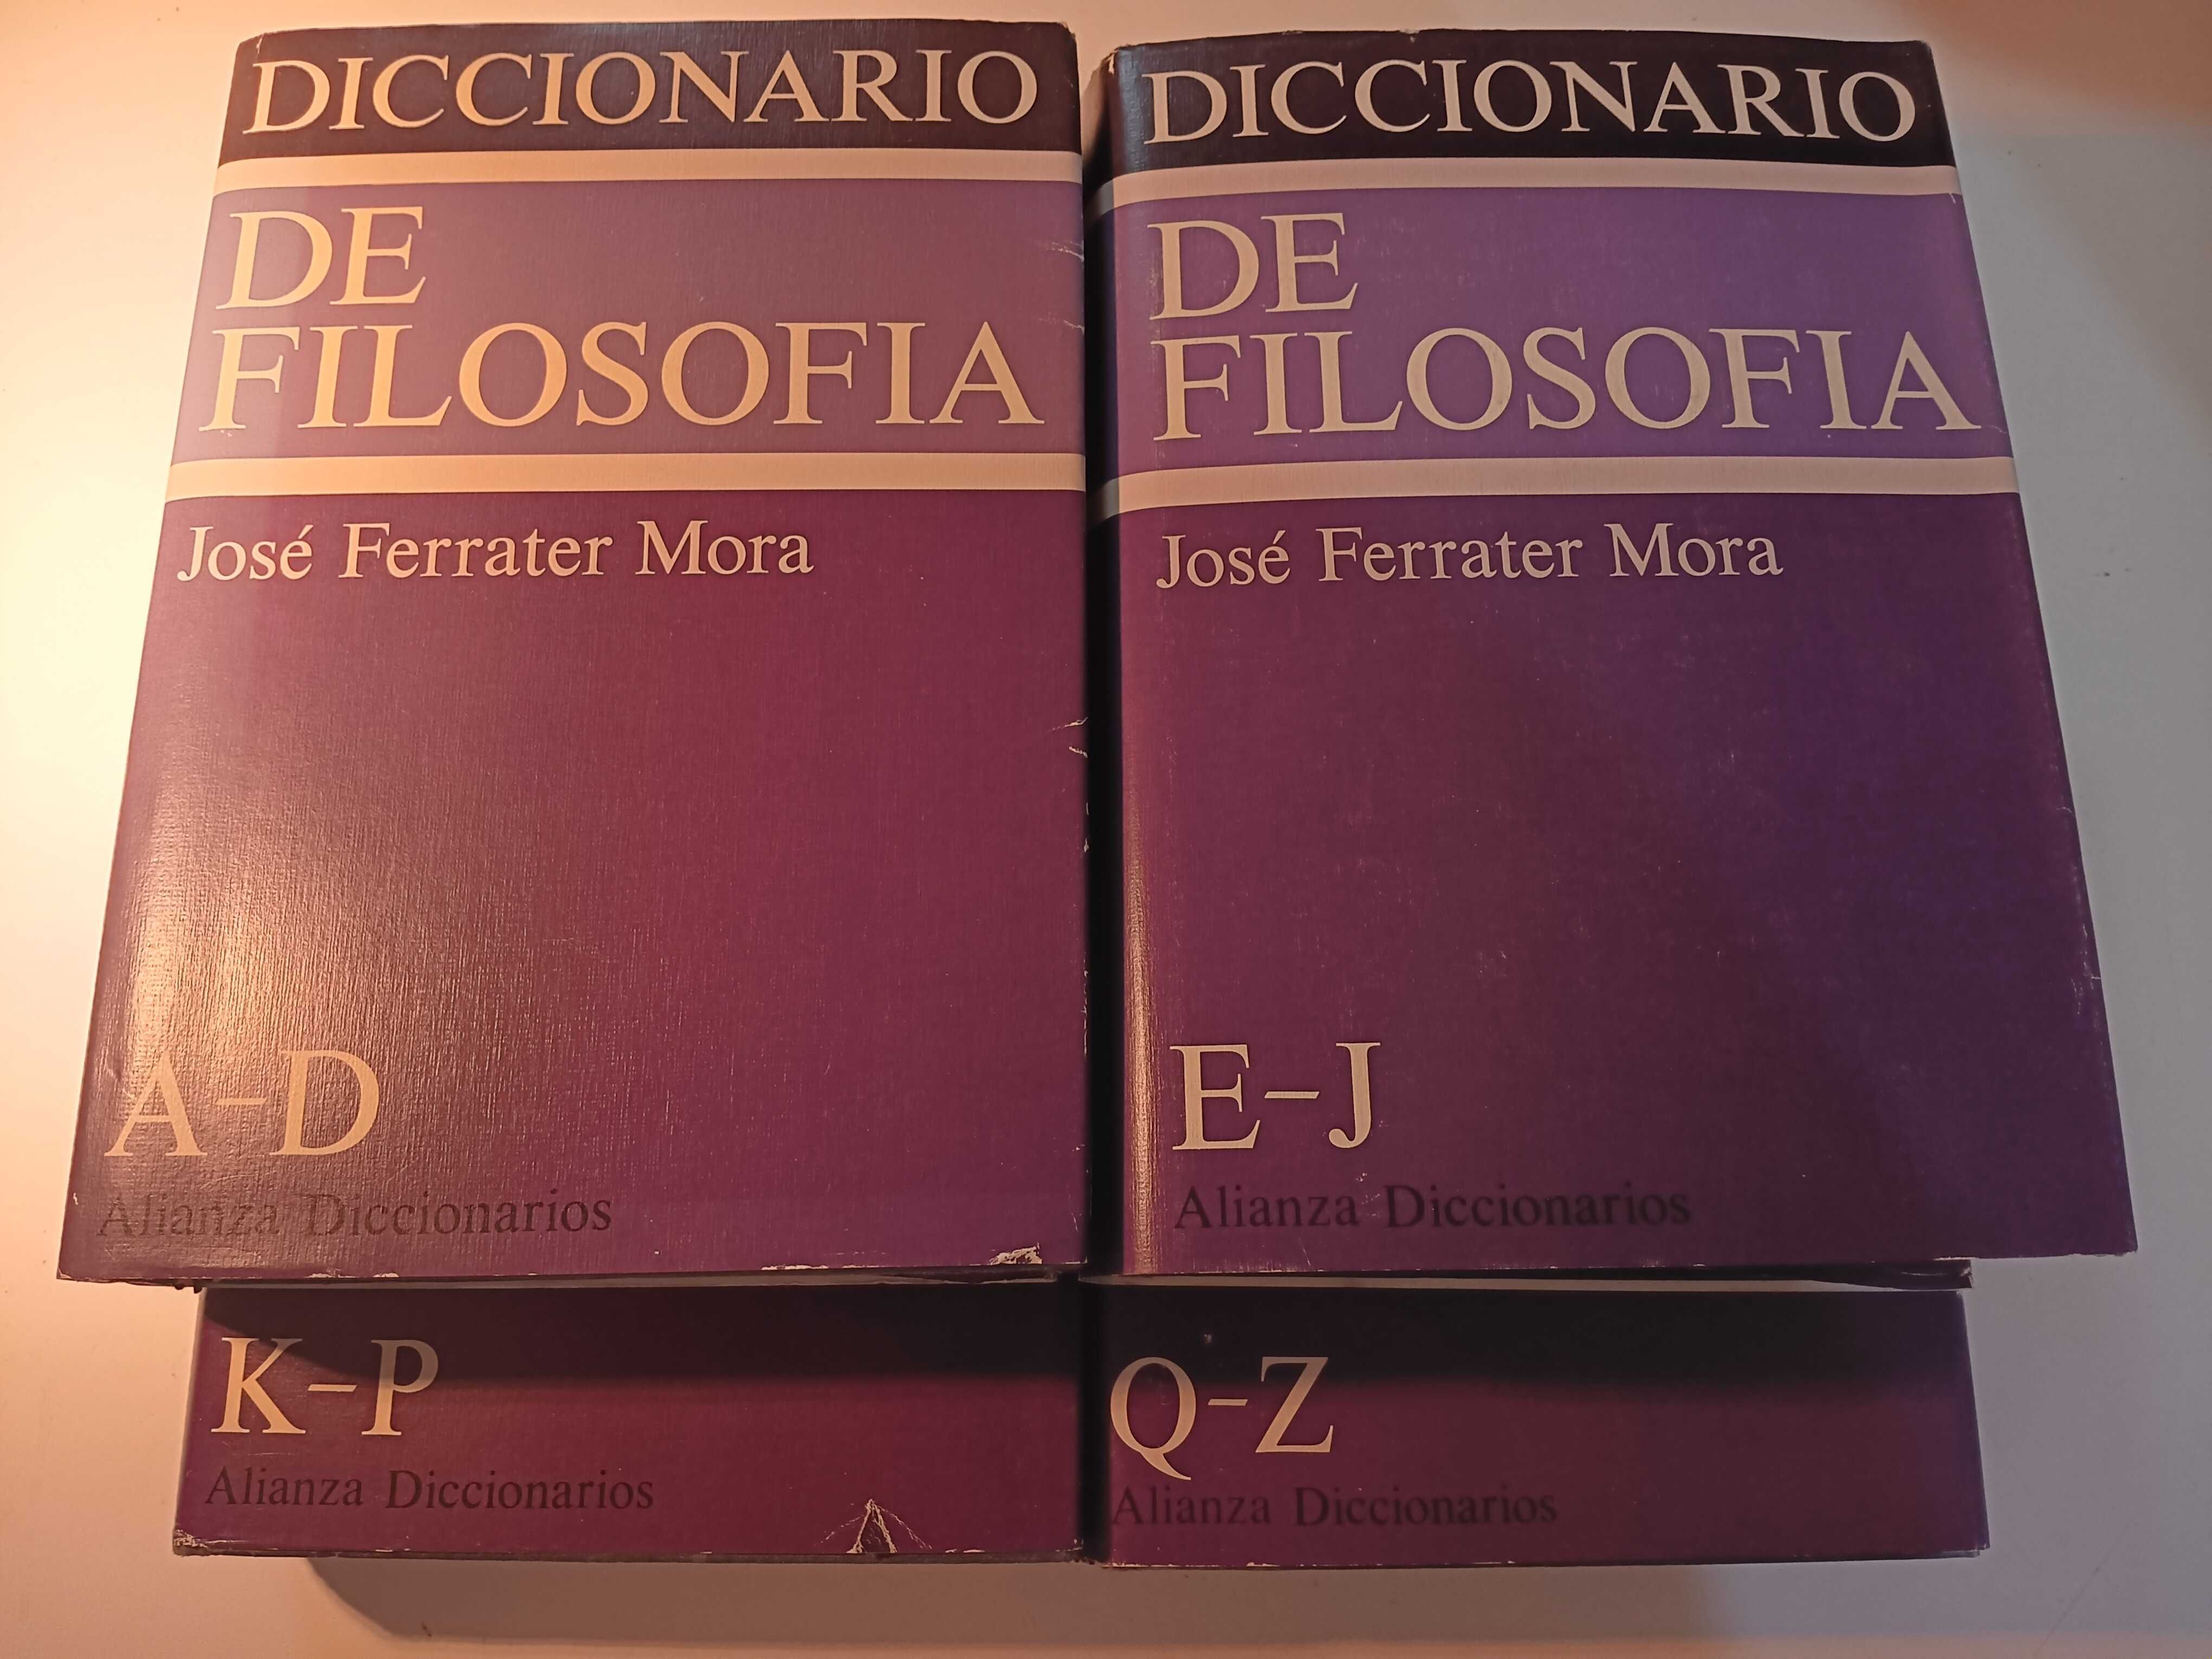 DICCIONARIO
DE
FILOSOFIA
José Ferrater Mora
A-D
Alianza Diccionarios
DICCIONARIO
DE
FILOSOFIA
José Ferrater Mora
E-J
Alianza Diccionarios
K-P
Alianza Diccionarios
Q-Z
Alianza Diccionarios